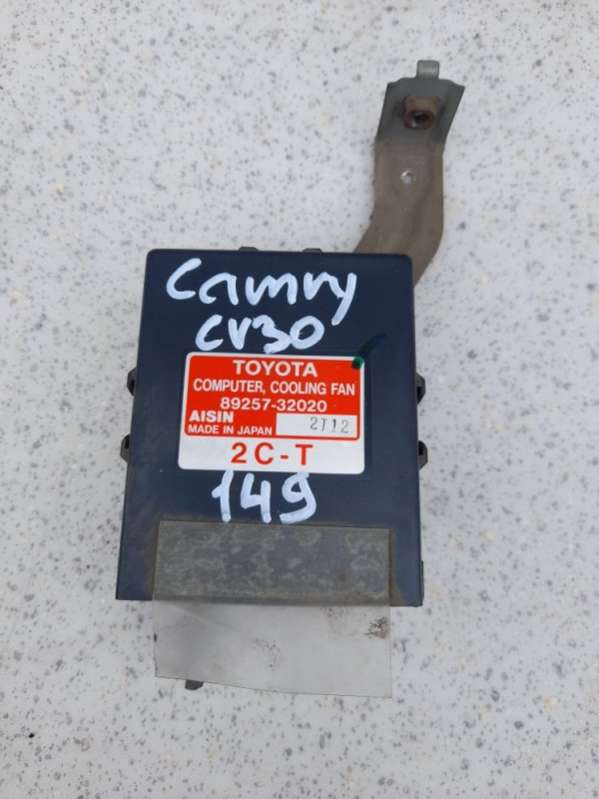 Camry
CV30
TOYOTA
COMPUTER, COOLING FAN
89257-32020
AISIN 2T12
MADE IN JAPAN
2C-T
149